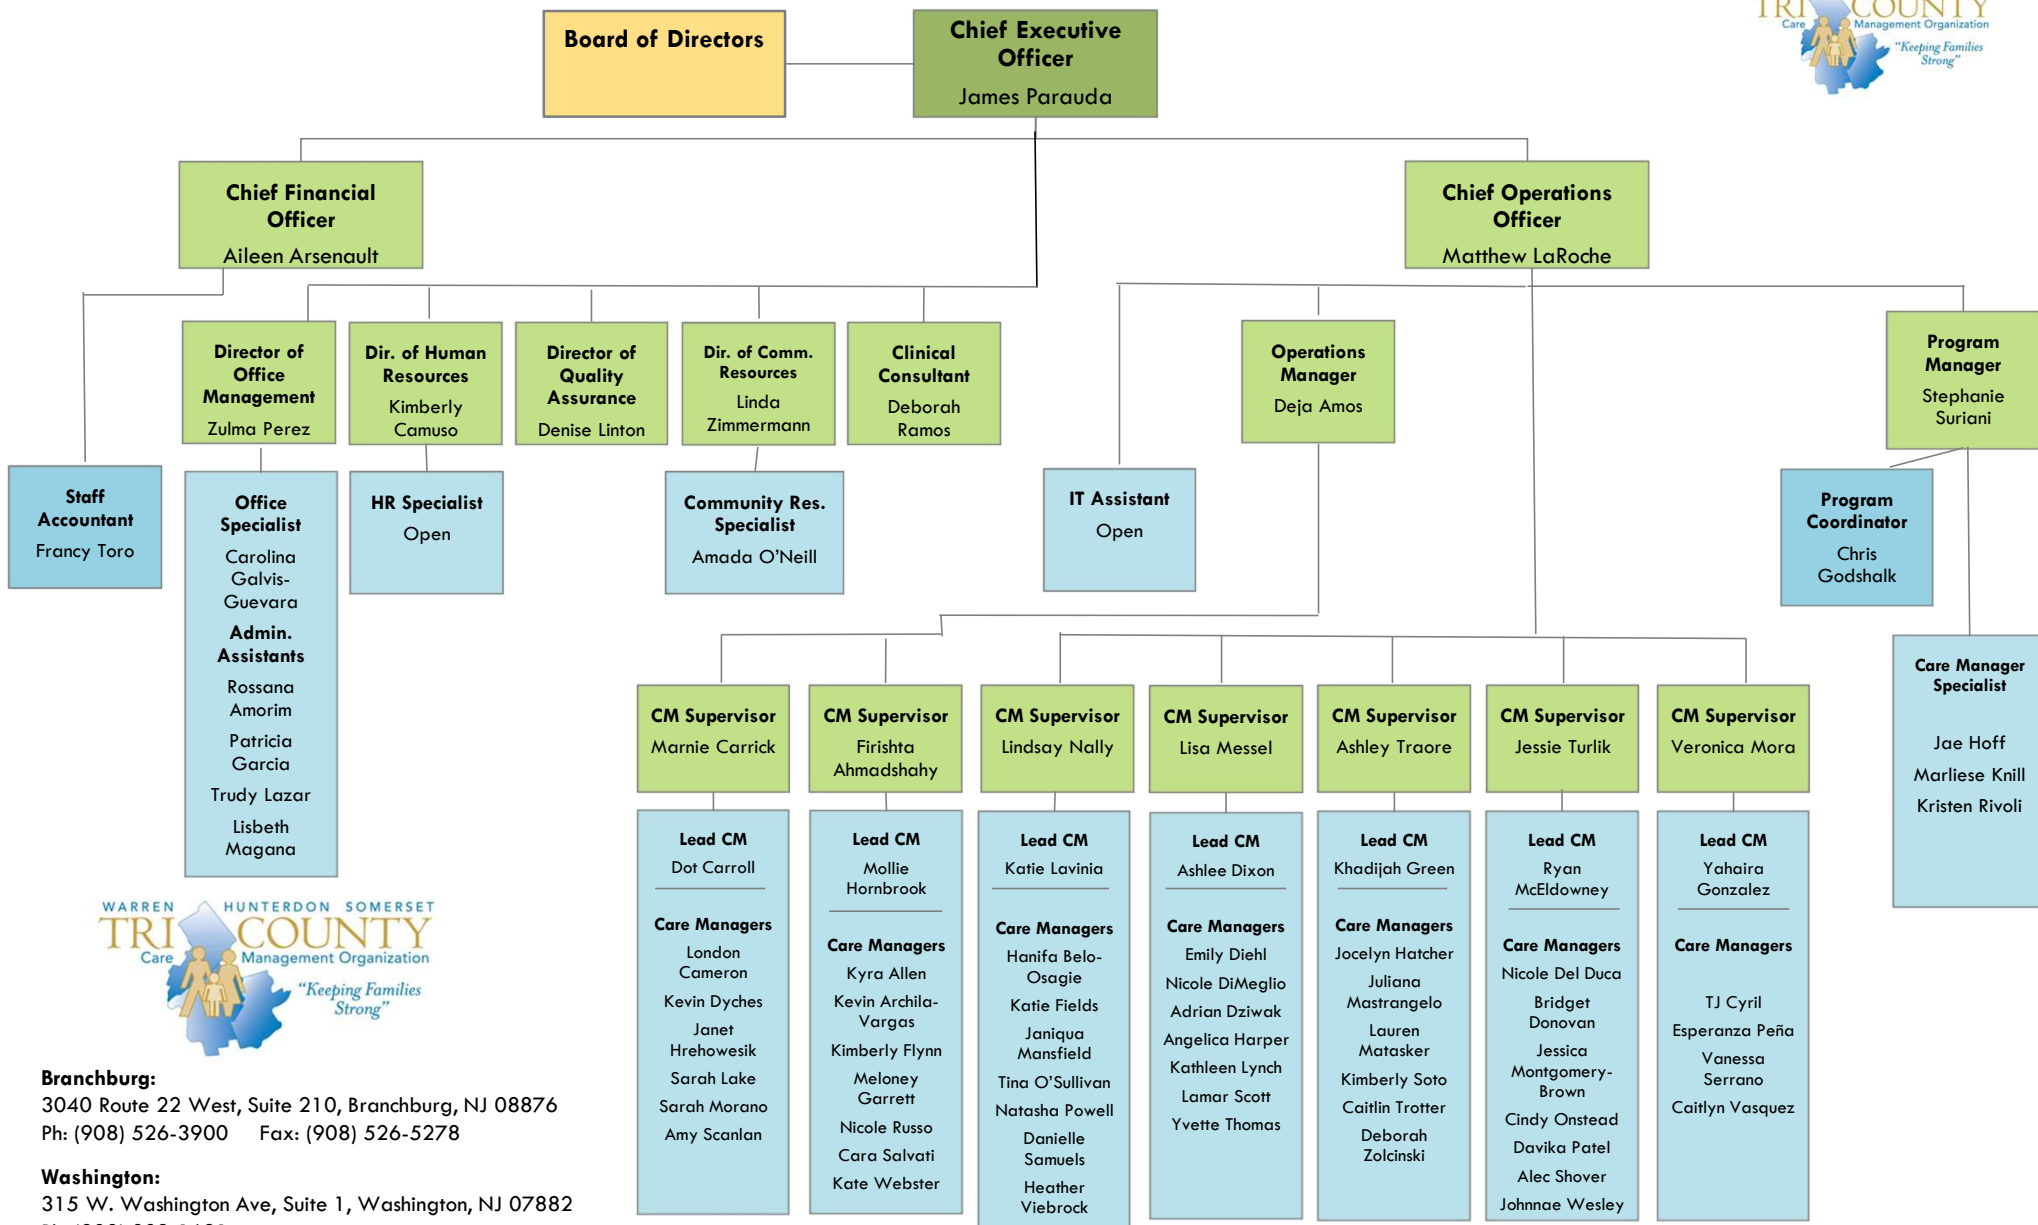 TRI COUNTY
Care Management Organization
"Keeping Families
Strong"
Board of Directors
Chief Executive
Officer
James Parauda
Chief Financial
Officer
Aileen Arsenault
Chief Operations
Officer
Matthew LaRoche
Director of
Office
Management
Zulma Perez
Dir. of Human
Resources
Kimberly
Camuso
Director of
Quality
Assurance
Denise Linton
Dir. of Comm.
Resources
Linda
Zimmermann
Clinical
Consultant
Deborah
Ramos
Operations
Manager
Deja Amos
Program
Manager
Stephanie
Suriani
Staff
Accountant
Francy Toro
Office
Specialist
Carolina
Galvis-
Guevara
Admin.
Assistants
Rossana
Amorim
Patricia
Garcia
Trudy Lazar
Lisbeth
Magana
HR Specialist
Open
Community Res.
Specialist
Amada O'Neill
IT Assistant
Open
Program
Coordinator
Chris
Godshalk
Care Manager
Specialist
Jae Hoff
Marliese Knill
Kristen Rivoli
CM Supervisor
Marnie Carrick
CM Supervisor
Firishta
Ahmadshahy
CM Supervisor
Lindsay Nally
CM Supervisor
Lisa Messel
CM Supervisor
Ashley Traore
CM Supervisor
Jessie Turlik
CM Supervisor
Veronica Mora
Lead CM
Dot Carroll
Care Managers
London
Cameron
Kevin Dyches
Janet
Hrehowesik
Sarah Lake
Sarah Morano
Amy Scanlan
Lead CM
Mollie
Hornbrook
Care Managers
Kyra Allen
Kevin Archila-
Vargas
Kimberly Flynn
Meloney
Garrett
Nicole Russo
Cara Salvati
Kate Webster
Lead CM
Katie Lavinia
Care Managers
Hanifa Belo-
Osagie
Katie Fields
Janiqua
Mansfield
Tina O'Sullivan
Natasha Powell
Danielle
Samuels
Heather
Viebrock
Lead CM
Ashlee Dixon
Care Managers
Emily Diehl
Nicole DiMeglio
Adrian Dziwak
Angelica Harper
Kathleen Lynch
Lamar Scott
Yvette Thomas
Lead CM
Khadijah Green
Care Managers
Jocelyn Hatcher
Juliana
Mastrangelo
Lauren
Matasker
Kimberly Soto
Caitlin Trotter
Deborah
Zolcinski
Lead CM
Ryan
McEldowney
Care Managers
Nicole Del Duca
Bridget
Donovan
Jessica
Montgomery-
Brown
Cindy Onstead
Davika Patel
Alec Shover
Johnnae Wesley
Lead CM
Yahaira
Gonzalez
Care Managers
TJ Cyril
Esperanza Peña
Vanessa
Serrano
Caitlyn Vasquez
WARREN HUNTERDON SOMERSET
TRI COUNTY
Care Management Organization
"Keeping Families
Strong"
Branchburg:
3040 Route 22 West, Suite 210, Branchburg, NJ 08876
Ph: (908) 526-3900 Fax: (908) 526-5278
Washington:
315 W. Washington Ave, Suite 1, Washington, NJ 07882